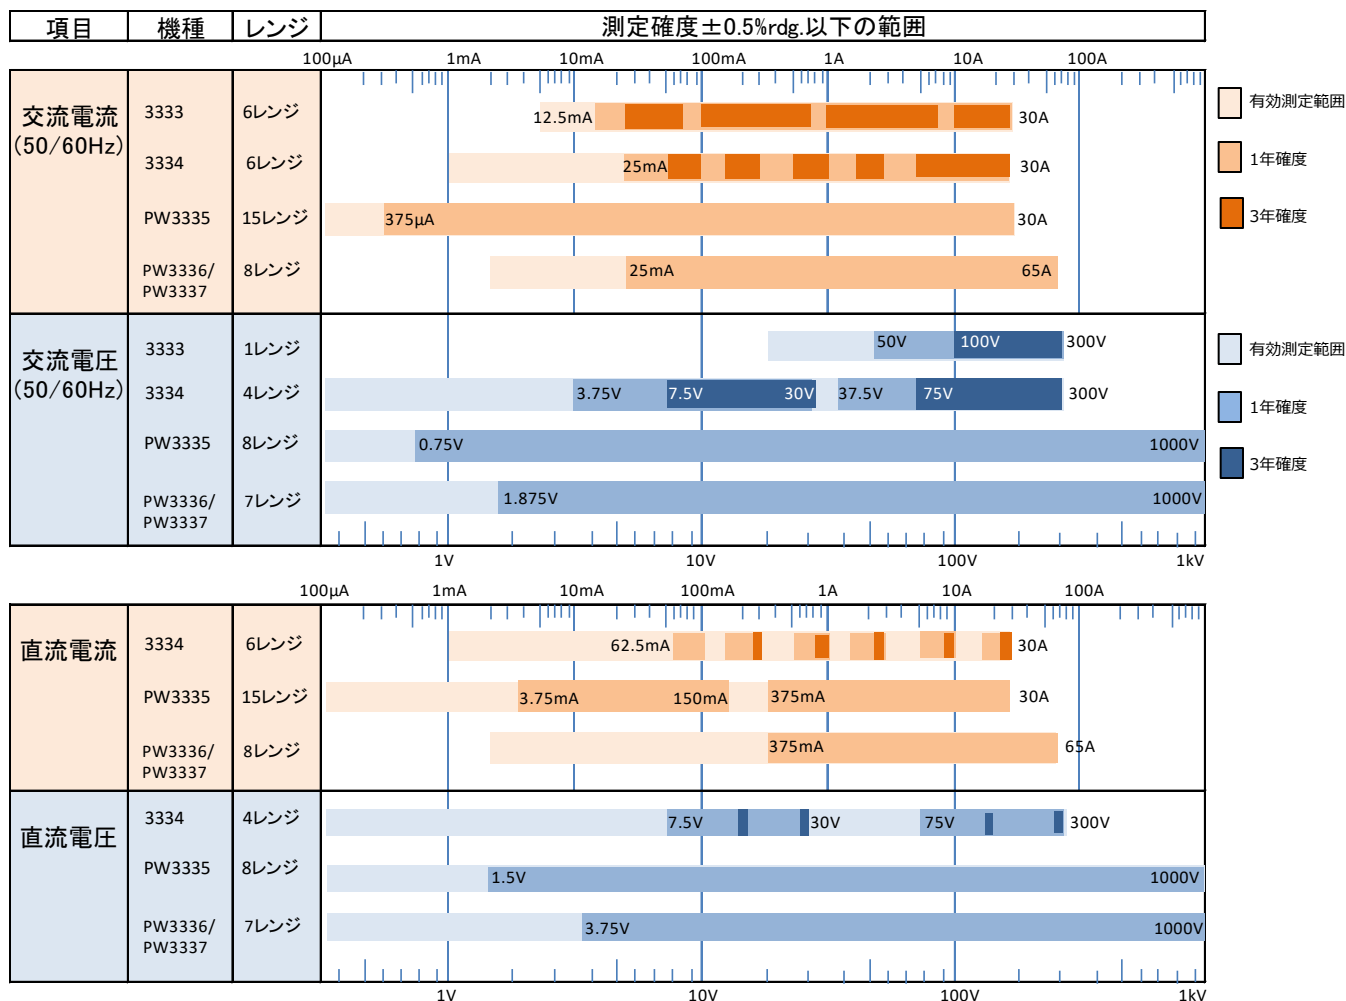 項目 機種 レンジ 測定確度±0.5%rdg.以下の範囲
100μA 1mA 10mA 100mA 1A 10A 100A
交流電流
(50/60Hz)
3333 6レンジ 12.5mA 30A
3334 6レンジ 25mA 30A
PW3335 15レンジ 375μA 30A
PW3336/
PW3337
8レンジ 25mA 65A
有効測定範囲
1年確度
3年確度
交流電圧
(50/60Hz)
3333 1レンジ 50V 100V 300V
3334 4レンジ 3.75V 7.5V 30V 37.5V 75V 300V
PW3335 8レンジ 0.75V 1000V
PW3336/
PW3337
7レンジ 1.875V 1000V
有効測定範囲
1年確度
3年確度
1V 10V 100V 1kV
100μA 1mA 10mA 100mA 1A 10A 100A
直流電流
3334 6レンジ 62.5mA 30A
PW3335 15レンジ 3.75mA 150mA 375mA 30A
PW3336/
PW3337
8レンジ 375mA 65A
直流電圧
3334 4レンジ 7.5V 30V 75V 300V
PW3335 8レンジ 1.5V 1000V
PW3336/
PW3337
7レンジ 3.75V 1000V
1V 10V 100V 1kV